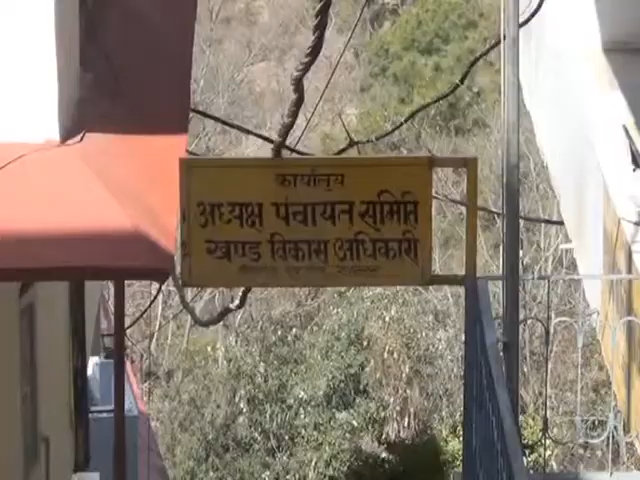 कार्यालय
अध्यक्ष पंचायत समिति
खण्ड विकास अधिकारी